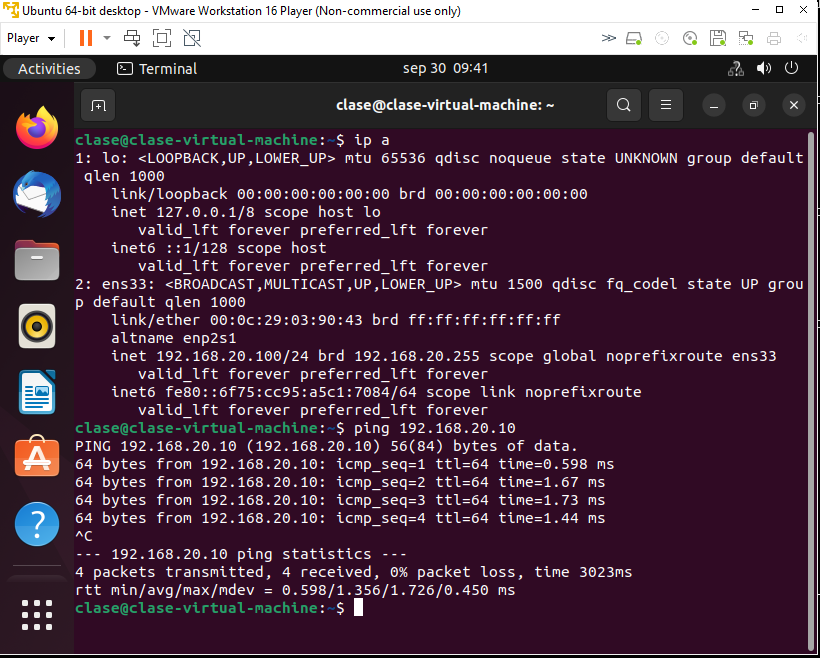 Ubuntu 64-bit desktop - VMware Workstation 16 Player (Non-commercial use only)
Player
Activities
Terminal
sep 30 09:41
clase@clase-virtual-machine: ~
clase@clase-virtual-machine:~$ ip a
1: lo: <LOOPBACK,UP,LOWER_UP> mtu 65536 qdisc noqueue state UNKNOWN group default
 qlen 1000
    link/loopback 00:00:00:00:00:00 brd 00:00:00:00:00:00
    inet 127.0.0.1/8 scope host lo
       valid_lft forever preferred_lft forever
    inet6 ::1/128 scope host
       valid_lft forever preferred_lft forever
2: ens33: <BROADCAST,MULTICAST,UP,LOWER_UP> mtu 1500 qdisc fq_codel state UP grou
p default qlen 1000
    link/ether 00:0c:29:03:90:43 brd ff:ff:ff:ff:ff:ff
    altname enp2s1
    inet 192.168.20.100/24 brd 192.168.20.255 scope global noprefixroute ens33
       valid_lft forever preferred_lft forever
    inet6 fe80::6f75:cc95:a5c1:7084/64 scope link noprefixroute
       valid_lft forever preferred_lft forever
clase@clase-virtual-machine:~$ ping 192.168.20.10
PING 192.168.20.10 (192.168.20.10) 56(84) bytes of data.
64 bytes from 192.168.20.10: icmp_seq=1 ttl=64 time=0.598 ms
64 bytes from 192.168.20.10: icmp_seq=2 ttl=64 time=1.67 ms
64 bytes from 192.168.20.10: icmp_seq=3 ttl=64 time=1.73 ms
64 bytes from 192.168.20.10: icmp_seq=4 ttl=64 time=1.44 ms
^C
--- 192.168.20.10 ping statistics ---
4 packets transmitted, 4 received, 0% packet loss, time 3023ms
rtt min/avg/max/mdev = 0.598/1.356/1.726/0.450 ms
clase@clase-virtual-machine:~$